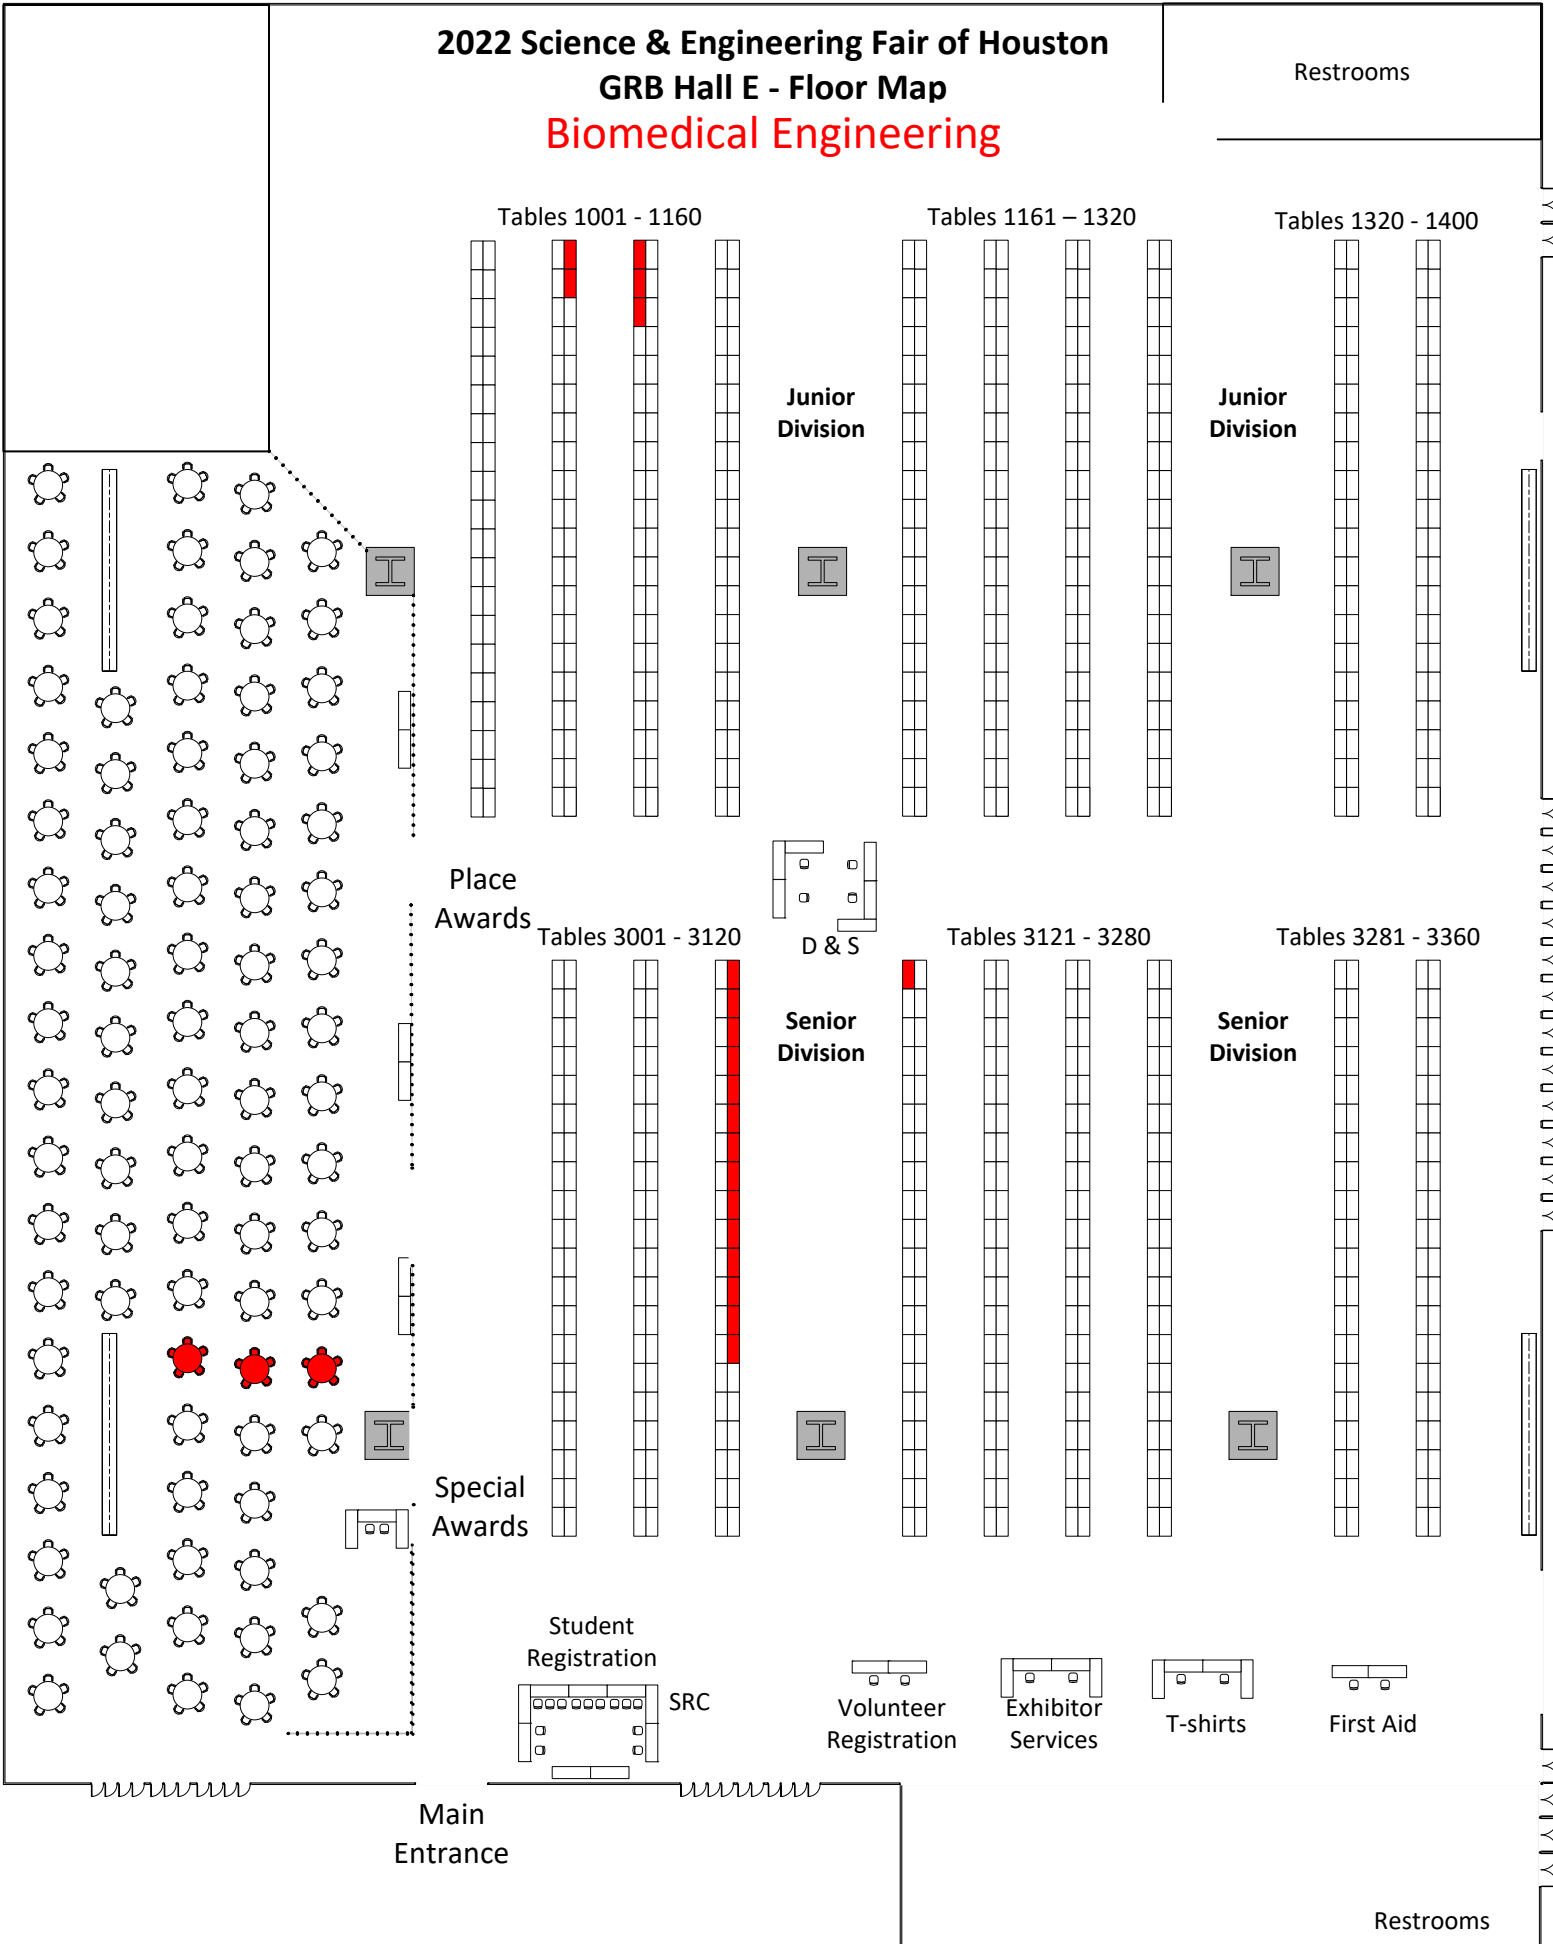 2022 Science & Engineering Fair of Houston
GRB Hall E - Floor Map
Biomedical Engineering
Restrooms
Tables 1001 - 1160
Tables 1161 – 1320
Tables 1320 - 1400
Junior
Division
Junior
Division
Place
Awards
D & S
Tables 3001 - 3120
Tables 3121 - 3280
Tables 3281 - 3360
Senior
Division
Senior
Division
Special
Awards
Student
Registration
SRC
Volunteer
Registration
Exhibitor
Services
T-shirts
First Aid
Main
Entrance
Restrooms